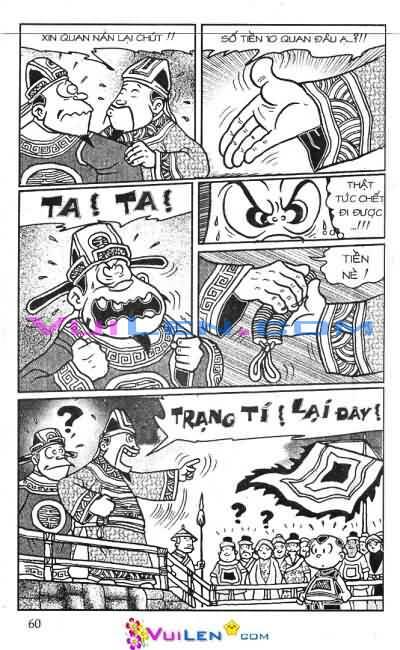 XIN QUAN NÁN LẠI CHÚT !!
SỐ TIỀN 10 QUAN ĐÂU A...?!!
TA ! TA !
THẬT
TỨC CHẾT
ĐI ĐƯỢC
...!!!
TIỀN
NÈ !
VUILEN.COM
?
TRẠNG TÍ ! LẠI ĐÂY !
? ?
60
VUILEN.COM